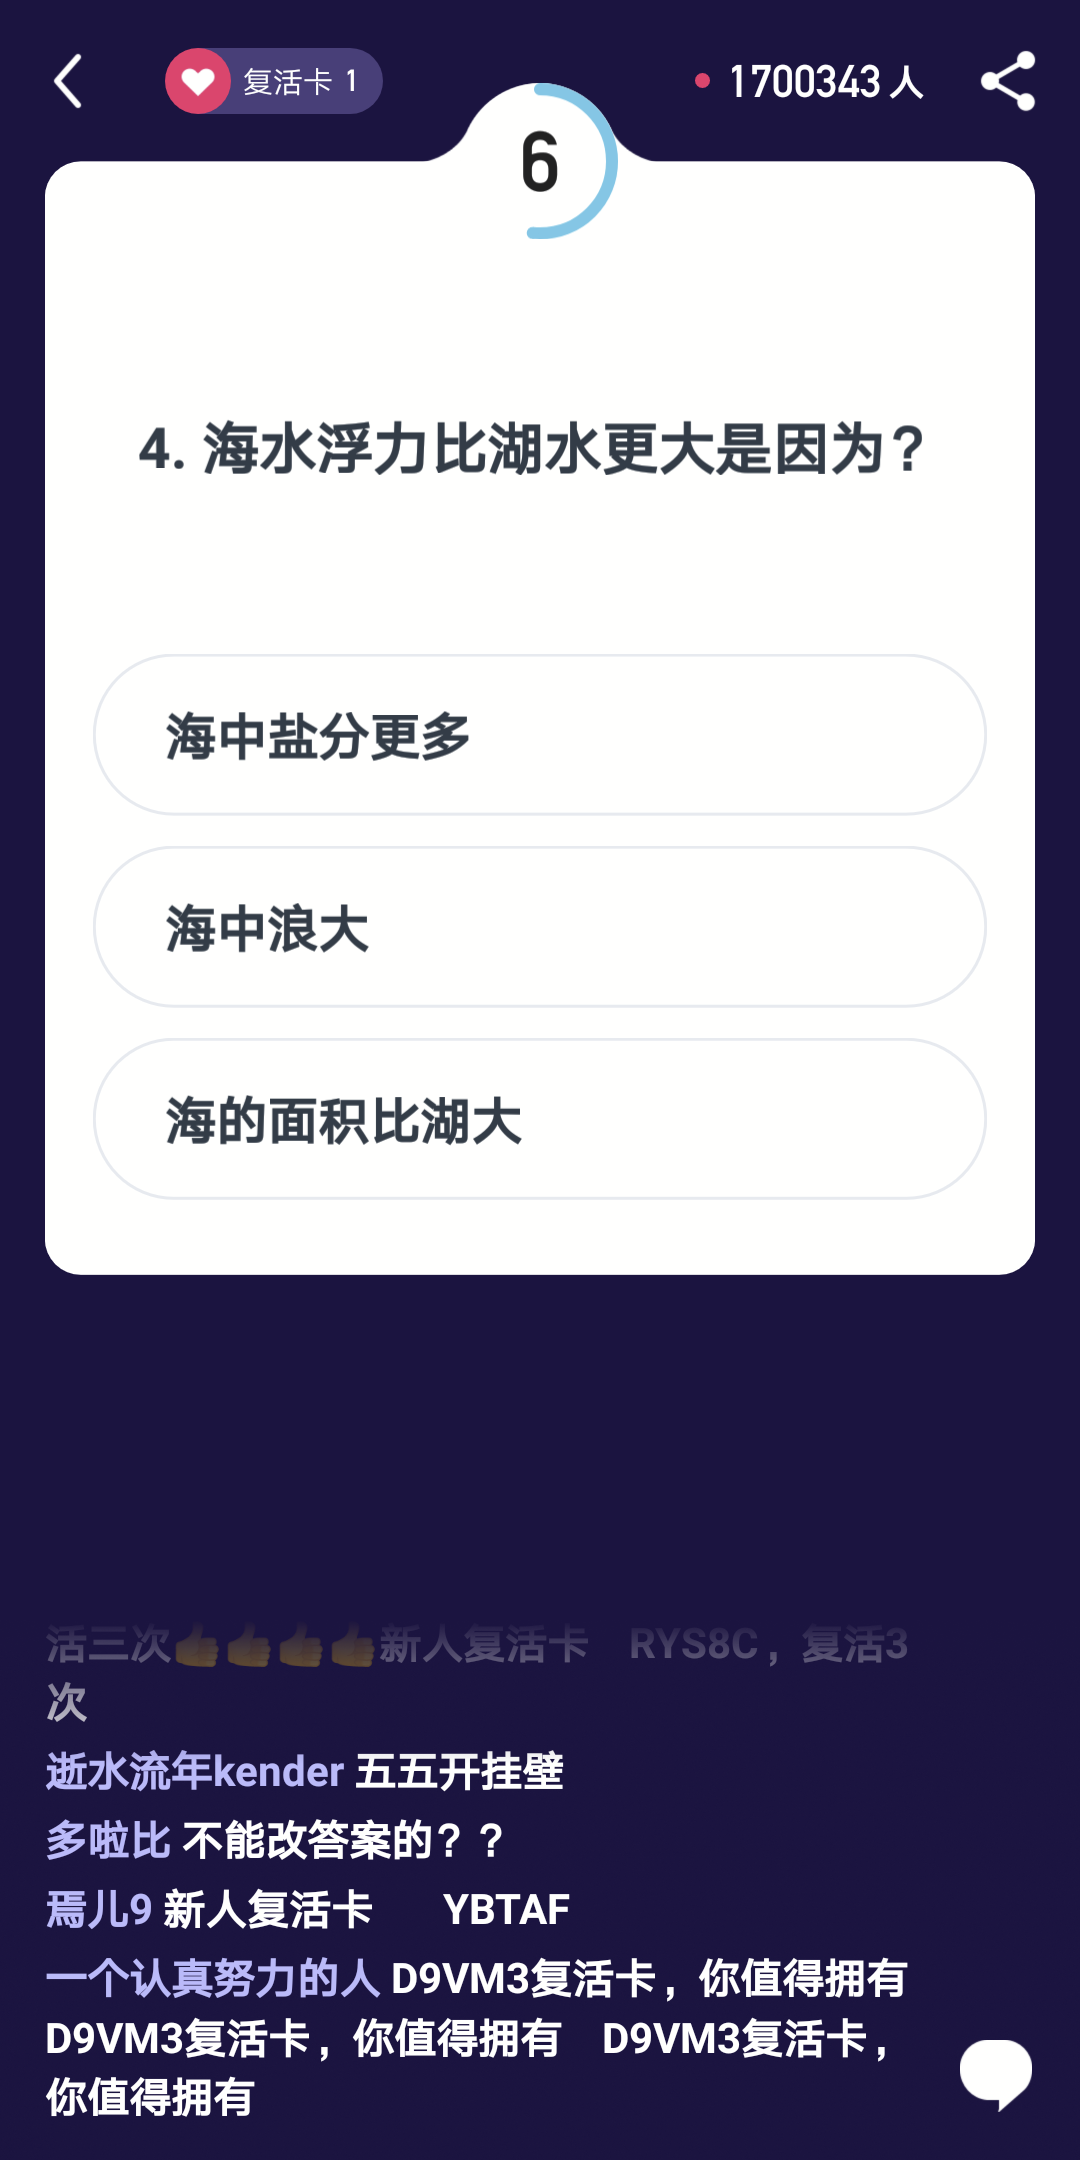 复活卡 1
1700343 人
6
4. 海水浮力比湖水更大是因为？
海中盐分更多
海中浪大
海的面积比湖大
活三次👍👍👍👍新人复活卡 RYS8C，复活3
次
逝水流年kender 五五开挂壁
多啦比 不能改答案的？？
焉儿9 新人复活卡 YBTAF
一个认真努力的人 D9VM3复活卡，你值得拥有
D9VM3复活卡，你值得拥有 D9VM3复活卡，
你值得拥有